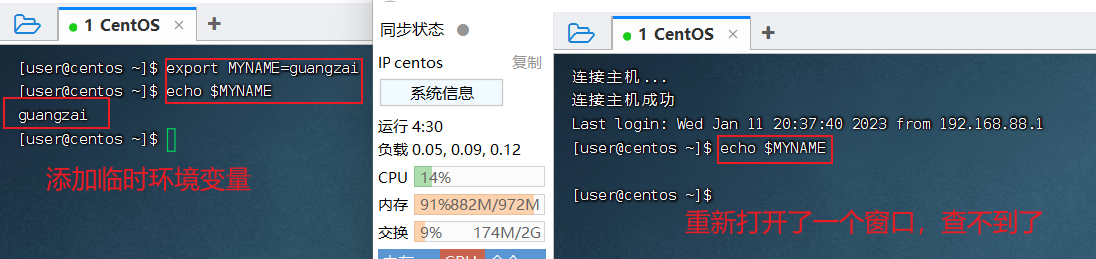 1 CentOS × +
[user@centos ~]$ export MYNAME=guangzai
[user@centos ~]$ echo $MYNAME
guangzai
[user@centos ~]$
添加临时环境变量
同步状态
IP centos 复制
系统信息
运行 4:30
负载 0.05, 0.09, 0.12
CPU 14%
内存 91% 882M/972M
交换 9% 174M/2G
1 CentOS × +
连接主机...
连接主机成功
Last login: Wed Jan 11 20:37:40 2023 from 192.168.88.1
[user@centos ~]$ echo $MYNAME
[user@centos ~]$
重新打开了一个窗口，查不到了